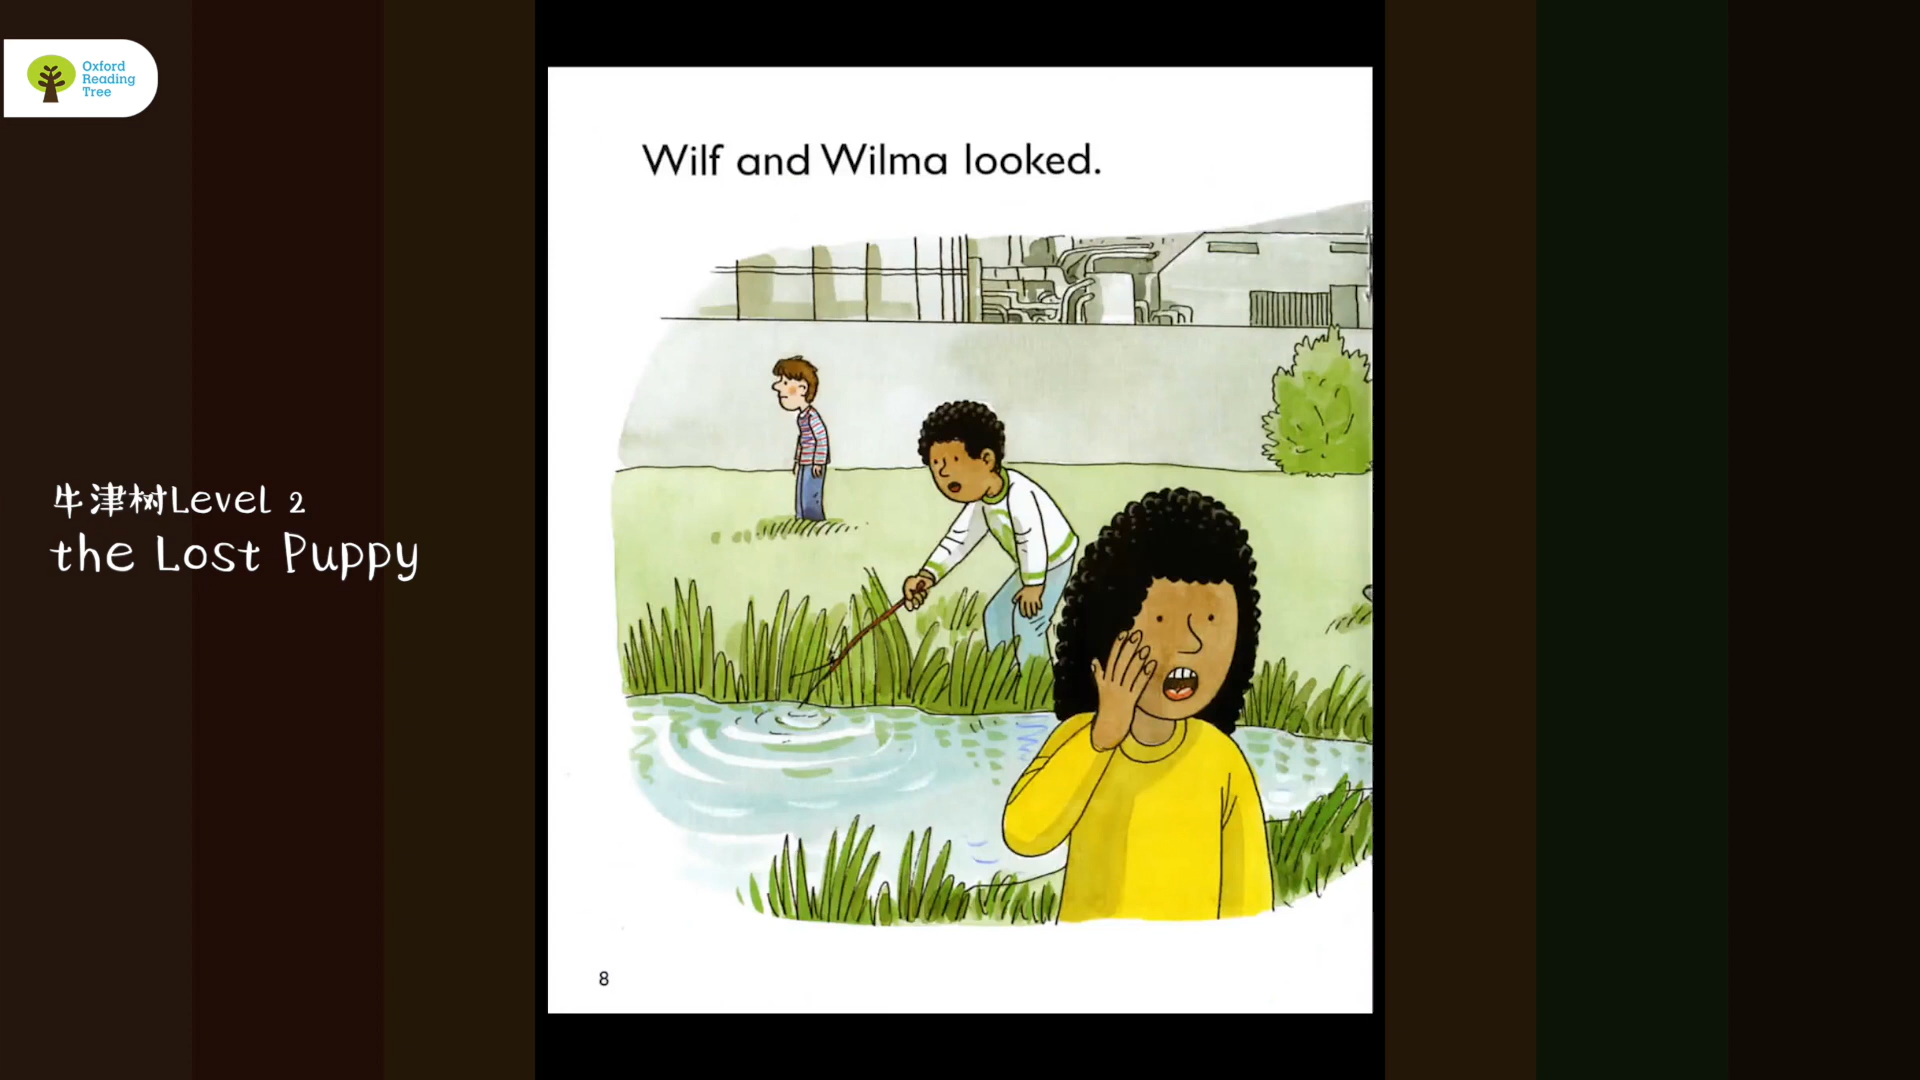 Oxford
Reading
Tree
Wilf and Wilma looked.
牛津树Level 2
the Lost Puppy
8